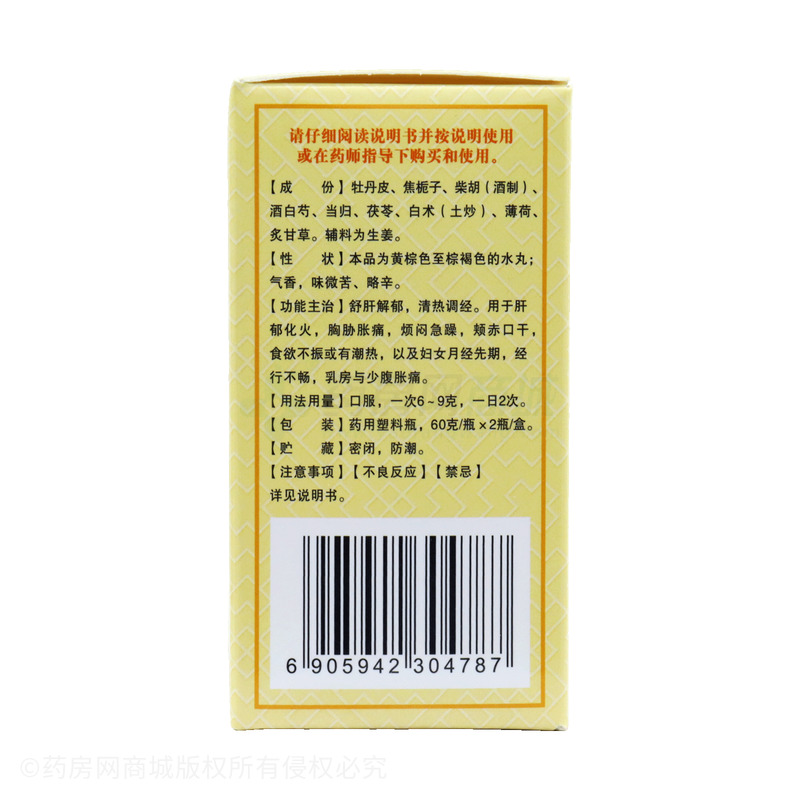 请仔细阅读说明书并按说明使用
或在药师指导下购买和使用。
【成　份】牡丹皮、焦栀子、柴胡（酒制）、
酒白芍、当归、茯苓、白术（土炒）、薄荷、
炙甘草。辅料为生姜。
【性　状】本品为黄棕色至棕褐色的水丸；
气香，味微苦、略辛。
【功能主治】舒肝解郁，清热调经。用于肝
郁化火，胸胁胀痛，烦闷急躁，颊赤口干，
食欲不振或有潮热，以及妇女月经先期，经
行不畅，乳房与少腹胀痛。
【用法用量】口服，一次6~9克，一日2次。
【包　装】药用塑料瓶，60克/瓶×2瓶/盒。
【贮　藏】密闭，防潮。
【注意事项】【不良反应】【禁忌】
详见说明书。
6 905942 304787
©药房网商城版权所有侵权必究